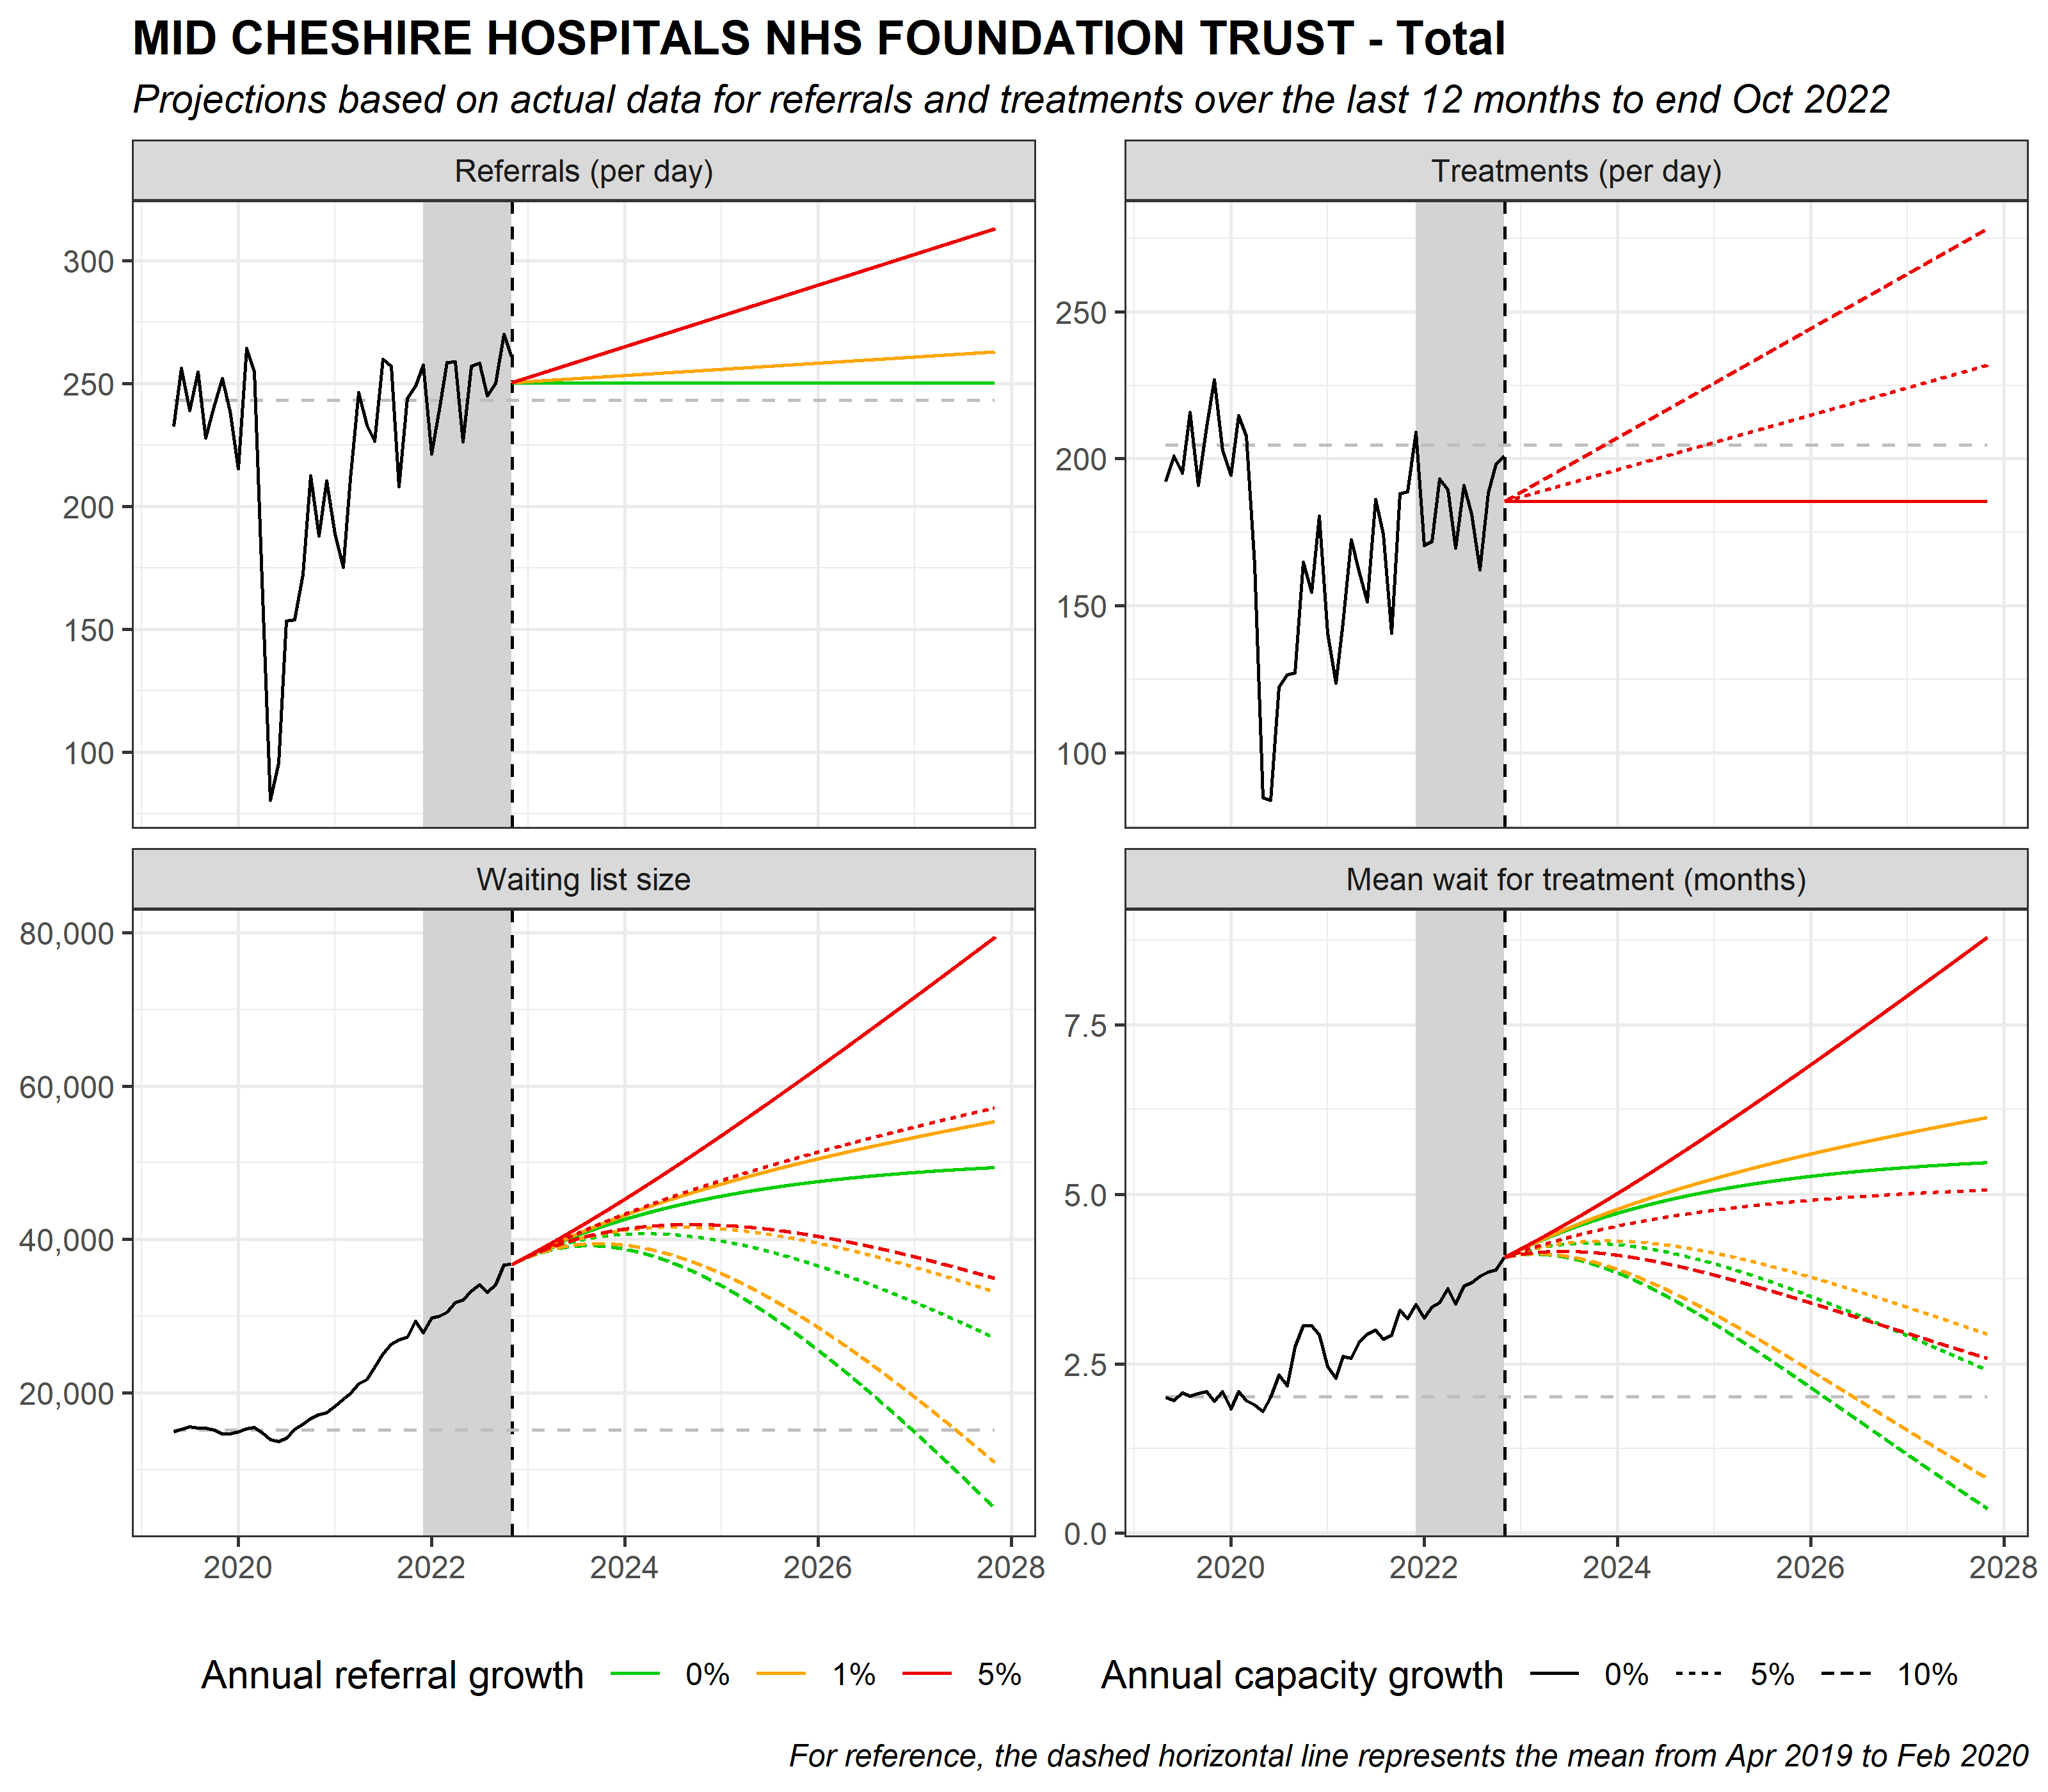 MID CHESHIRE HOSPITALS NHS FOUNDATION TRUST - Total
Projections based on actual data for referrals and treatments over the last 12 months to end Oct 2022
Referrals (per day)
300
250
200
150
100
Treatments (per day)
250
200
150
100
Waiting list size
80,000
60,000
40,000
20,000
2020 2022 2024 2026 2028
Mean wait for treatment (months)
7.5
5.0
2.5
0.0
2020 2022 2024 2026 2028
Annual referral growth 0% 1% 5%
Annual capacity growth 0% 5% 10%
For reference, the dashed horizontal line represents the mean from Apr 2019 to Feb 2020